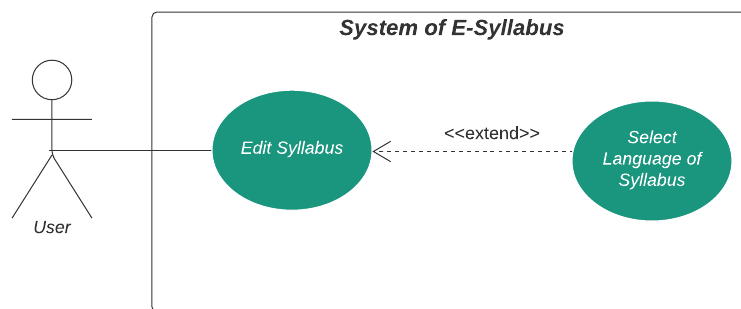 System of E-Syllabus
<<extend>>
Edit Syllabus
Select
Language of
Syllabus
User